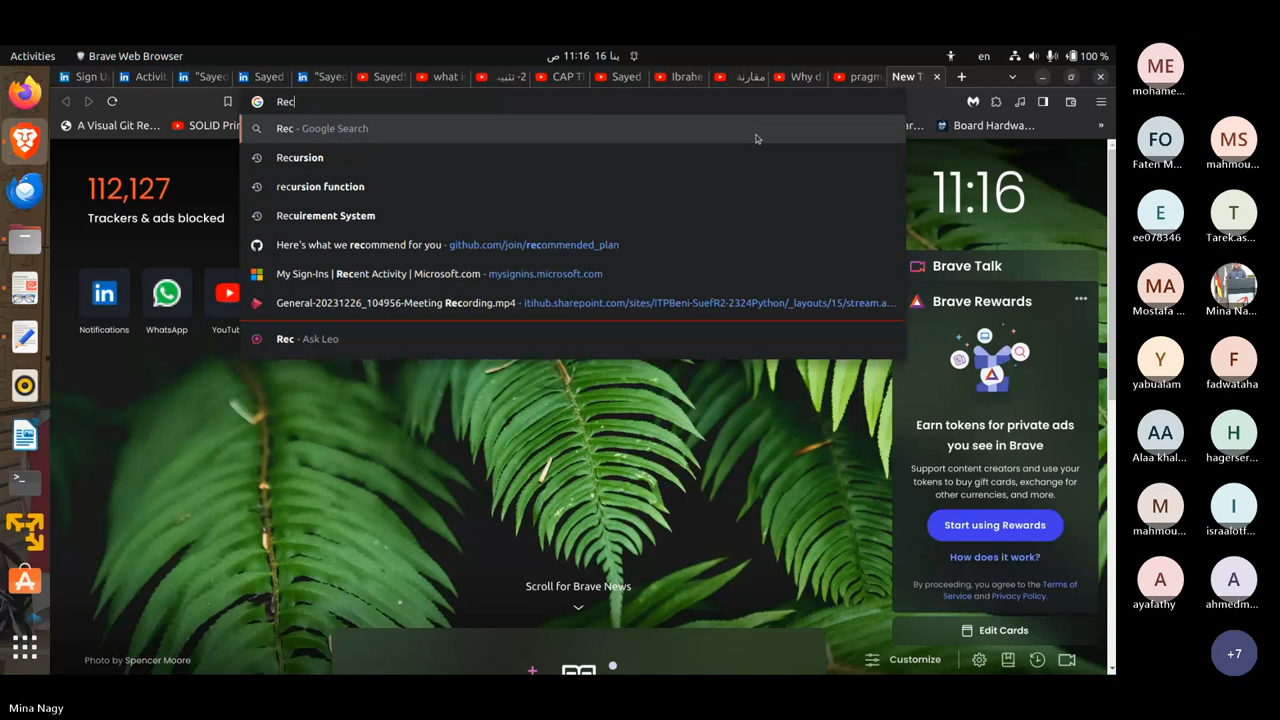 Activities
Brave Web Browser
يناير 16 11:16 ص
en
100 %
Sign U
Activit
"Sayed
Sayed
"Sayed
Sayed
what i
2- تثبيت
CAP T
Sayed
Ibrahe
مقارنة
Why d
pragm
New T
Rec
A Visual Git Re...
SOLID Prin
ar...
Board Hardwa...
»
Rec - Google Search
Recursion
recursion function
Recuirement System
Here's what we recommend for you - github.com/join/recommended_plan
My Sign-Ins | Recent Activity | Microsoft.com - mysignins.microsoft.com
General-20231226_104956-Meeting Recording.mp4 - itihub.sharepoint.com/sites/ITPBeni-SuefR2-2324Python/_layouts/15/stream.a...
Rec - Ask Leo
112,127
Trackers & ads blocked
Notifications
WhatsApp
YouTub
11:16
Brave Talk
Brave Rewards
Earn tokens for private ads
you see in Brave
Support content creators and use your
tokens to buy gift cards, exchange for
other currencies, and more.
Start using Rewards
How does it work?
By proceeding, you agree to the Terms of
Service and Privacy Policy.
Edit Cards
Scroll for Brave News
Photo by Spencer Moore
Customize
ME
mohame...
FO
Faten M...
MS
mahmou...
E
ee078346
T
Tarek.as...
MA
Mostafa ...
Mina Na...
Y
yabualam
F
fadwataha
AA
Alaa khal...
H
hagerser...
M
mahmou...
I
israalotf...
A
ayafathy
A
ahmedm...
+7
Mina Nagy